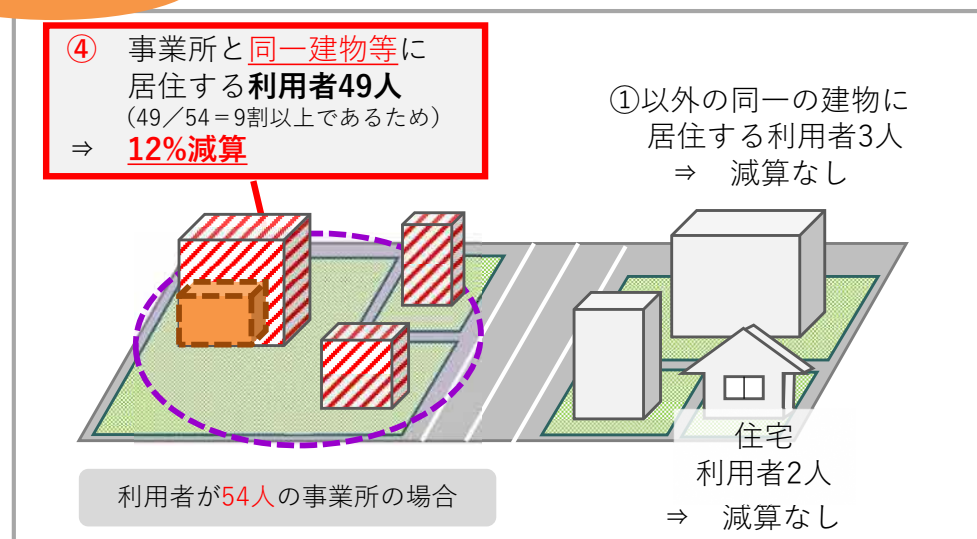 ④ 事業所と同一建物等に
居住する利用者49人
（49／54＝9割以上であるため）
⇒ 12%減算
①以外の同一の建物に
居住する利用者3人
⇒ 減算なし
住宅
利用者2人
⇒ 減算なし
利用者が54人の事業所の場合